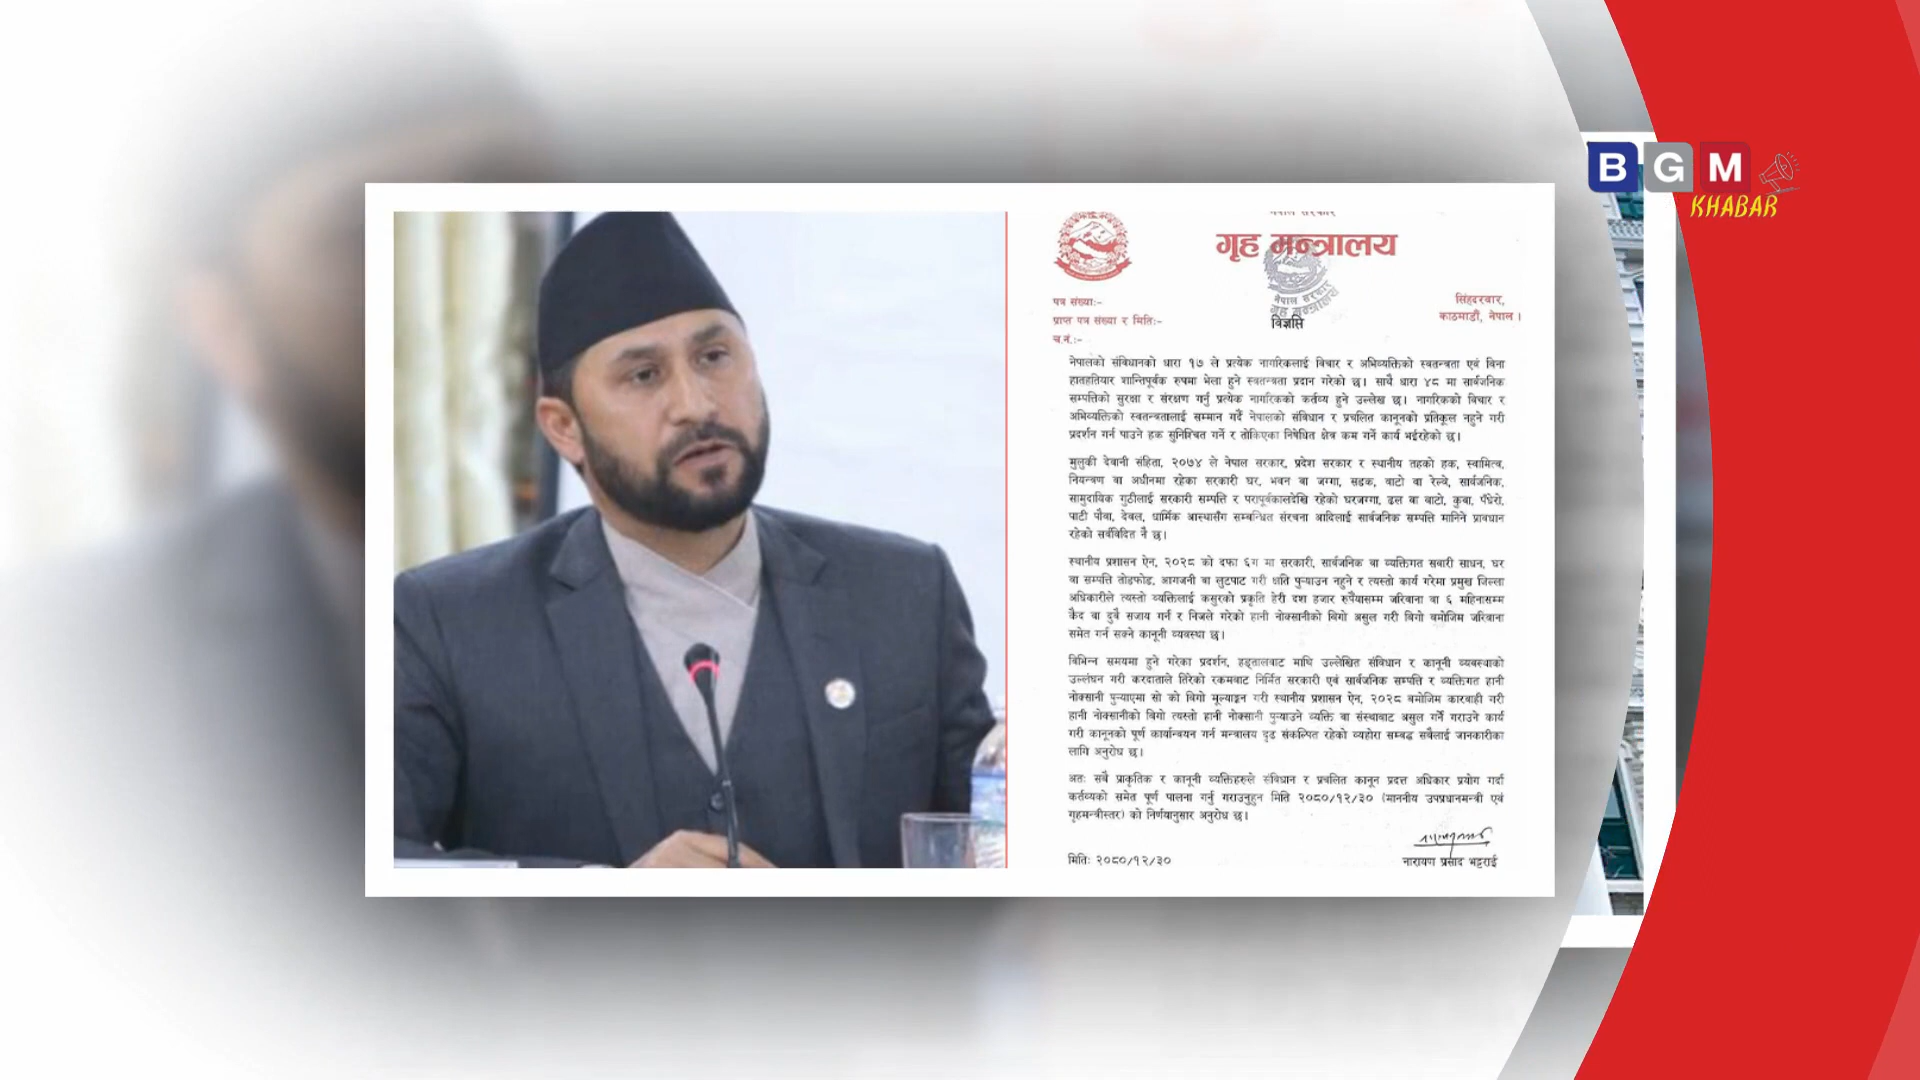 B G M
KHABAR
नेपाल सरकार
गृह मन्त्रालय
नेपाल सरकार
गृह मन्त्रालय
पत्र संख्याः-
प्राप्त पत्र संख्या र मितिः-
च.नं.:-
सिंहदरबार,
काठमाडौं, नेपाल ।
विज्ञप्ति
नेपालको संविधानको धारा १७ ले प्रत्येक नागरिकलाई विचार र अभिव्यक्तिको स्वतन्त्रता एवं विना
हातहतियार शान्तिपूर्वक रुपमा भेला हुने स्वतन्त्रता प्रदान गरेको छ। साथै धारा ४८ मा सार्वजनिक
सम्पत्तिको सुरक्षा र संरक्षण गर्नु प्रत्येक नागरिकको कर्तव्य हुने उल्लेख छ। नागरिकको विचार र
अभिव्यक्तिको स्वतन्त्रतालाई सम्मान गर्दै नेपालको संविधान र प्रचलित कानूनको प्रतिकूल नहुने गरी
प्रदर्शन गर्न पाउने हक सुनिश्चित गर्ने र तोकिएका निषेधित क्षेत्र कम गर्ने कार्य भईरहेको छ।
मुलुकी देवानी संहिता, २०७४ ले नेपाल सरकार, प्रदेश सरकार र स्थानीय तहको हक, स्वामित्व,
नियन्त्रण वा अधीनमा रहेका सरकारी घर, भवन वा जग्गा, सडक, बाटो वा रेल्वे, सार्वजनिक,
सामुदायिक गुठीलाई सरकारी सम्पत्ति र परापूर्वकालदेखि रहेको घरजग्गा, ढल वा बाटो, कुवा, पँधेरो,
पाटी पौवा, देवल, धार्मिक आस्थासँग सम्बन्धित संरचना आदिलाई सार्वजनिक सम्पत्ति मानिने प्रावधान
रहेको सर्वविदितै नै छ।
स्थानीय प्रशासन ऐन, २०२८ को दफा ६ग मा सरकारी, सार्वजनिक वा व्यक्तिगत सवारी साधन, घर
वा सम्पत्ति तोडफोड, आगजनी वा लुटपाट गरी क्षति पुऱ्याउन नहुने र त्यस्तो कार्य गरेमा प्रमुख जिल्ला
अधिकारीले त्यस्तो व्यक्तिलाई कसुरको प्रकृति हेरी दश हजार रुपैयासम्म जरिवाना वा ६ महिनासम्म
कैद वा दुवै सजाय गर्न र निजले गरेको हानी नोक्सानीको बिगो असुल गरी बिगो बमोजिम जरिवाना
समेत गर्न सक्ने कानूनी व्यवस्था छ।
विभिन्न समयमा हुने गरेका प्रदर्शन, हड्तालबाट माथि उल्लेखित संविधान र कानूनी व्यवस्थाको
उल्लंघन गरी करदाताले तिरेको रकमबाट निर्मित सरकारी एवं सार्वजनिक सम्पत्ति र व्यक्तिगत हानी
नोक्सानी पुऱ्याएमा सो को बिगो मूल्याङ्कन गरी स्थानीय प्रशासन ऐन, २०२८ बमोजिम कारबाही गरी
हानी नोक्सानीको बिगो त्यस्तो हानी नोक्सानी पुऱ्याउने व्यक्ति वा संस्थाबाट असुल गर्ने गराउने कार्य
गरी कानूनको पूर्ण कार्यान्वयन गर्न मन्त्रालय दृढ संकल्पित रहेको व्यहोरा सम्बद्ध सबैलाई जानकारीका
लागि अनुरोध छ।
अतः सबै प्राकृतिक र कानूनी व्यक्तिहरुले संविधान र प्रचलित कानून प्रदत्त अधिकार प्रयोग गर्दा
कर्तव्यको समेत पूर्ण पालना गर्नु गराउनुहुन मिति २०८०/१२/३० (माननीय उपप्रधानमन्त्री एवं
गृहमन्त्रीस्तर) को निर्णयानुसार अनुरोध छ।
मितिः २०८०/१२/३०
नारायण प्रसाद भट्टराई